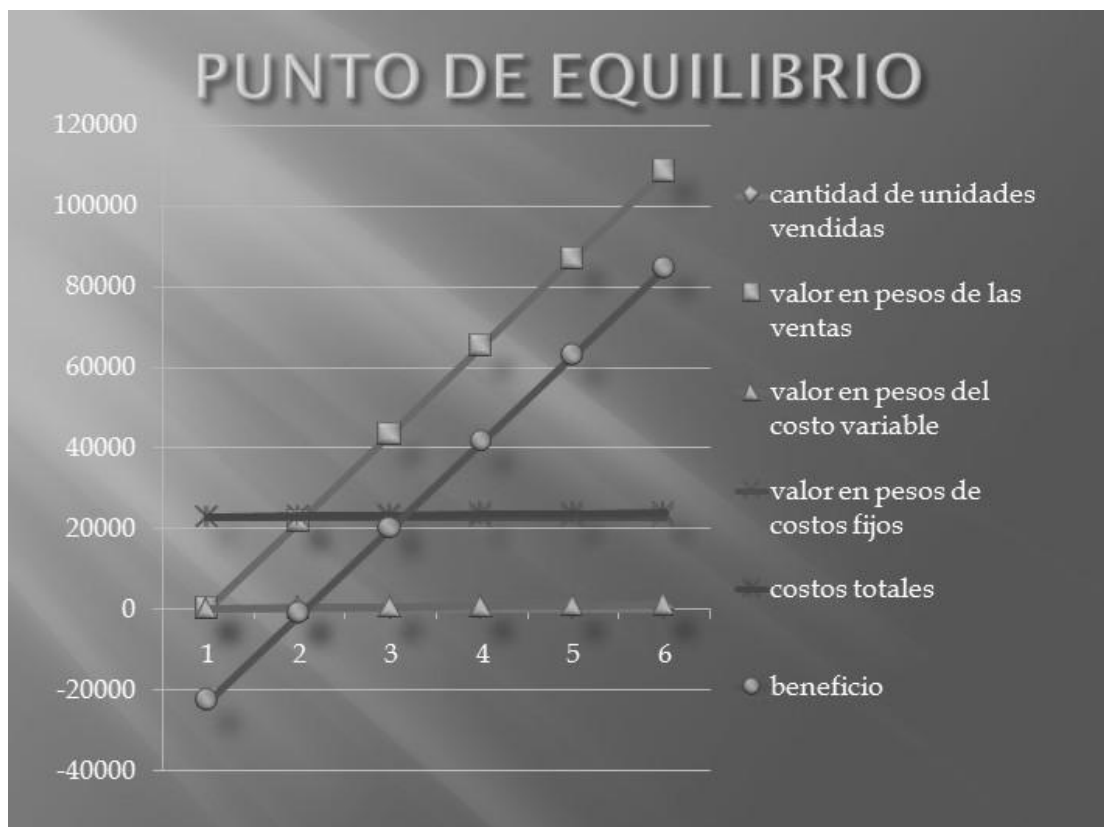 PUNTO DE EQUILIBRIO
120000
100000
80000
60000
40000
20000
0
-20000
-40000
1 2 3 4 5 6
cantidad de unidades
vendidas
valor en pesos de las
ventas
valor en pesos del
costo variable
valor en pesos de
costos fijos
costos totales
beneficio